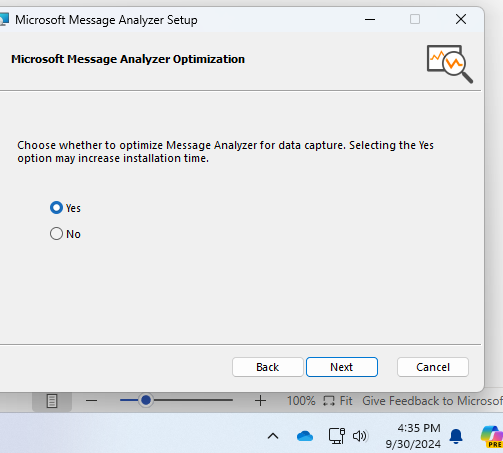 Microsoft Message Analyzer Setup
Microsoft Message Analyzer Optimization
Choose whether to optimize Message Analyzer for data capture. Selecting the Yes
option may increase installation time.
Yes
No
Back
Next
Cancel
100%
Fit
Give Feedback to Microsof
4:35 PM
9/30/2024
PRE